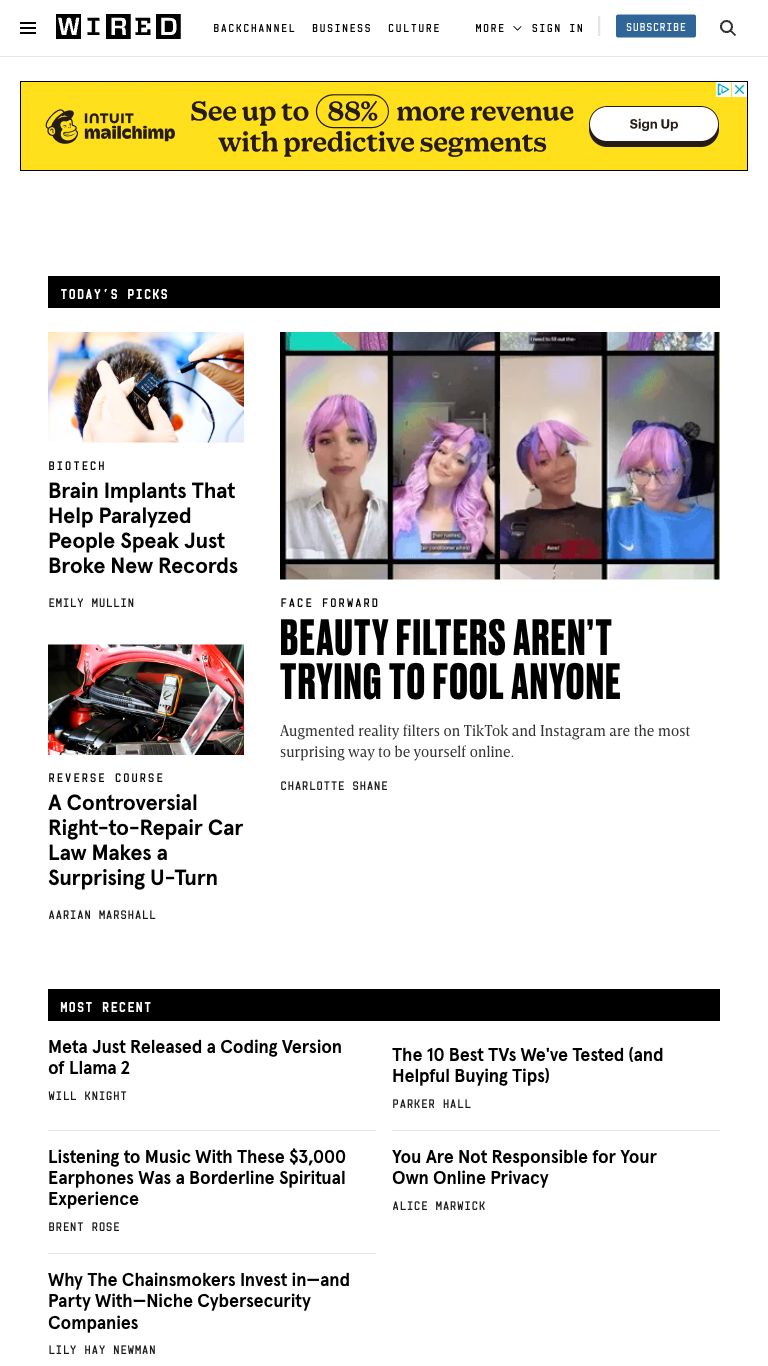 WIRED
BACKCHANNEL BUSINESS CULTURE MORE SIGN IN SUBSCRIBE
INTUIT
mailchimp
See up to 88% more revenue
with predictive segments
Sign Up
TODAY'S PICKS
BIOTECH
Brain Implants That
Help Paralyzed
People Speak Just
Broke New Records
EMILY MULLIN
REVERSE COURSE
A Controversial
Right-to-Repair Car
Law Makes a
Surprising U-Turn
AARIAN MARSHALL
I need to fill out the-
FACE FORWARD
BEAUTY FILTERS AREN'T
TRYING TO FOOL ANYONE
Augmented reality filters on TikTok and Instagram are the most
surprising way to be yourself online.
CHARLOTTE SHANE
MOST RECENT
Meta Just Released a Coding Version
of Llama 2
WILL KNIGHT
The 10 Best TVs We've Tested (and
Helpful Buying Tips)
PARKER HALL
Listening to Music With These $3,000
Earphones Was a Borderline Spiritual
Experience
BRENT ROSE
You Are Not Responsible for Your
Own Online Privacy
ALICE MARWICK
Why The Chainsmokers Invest in—and
Party With—Niche Cybersecurity
Companies
LILY HAY NEWMAN